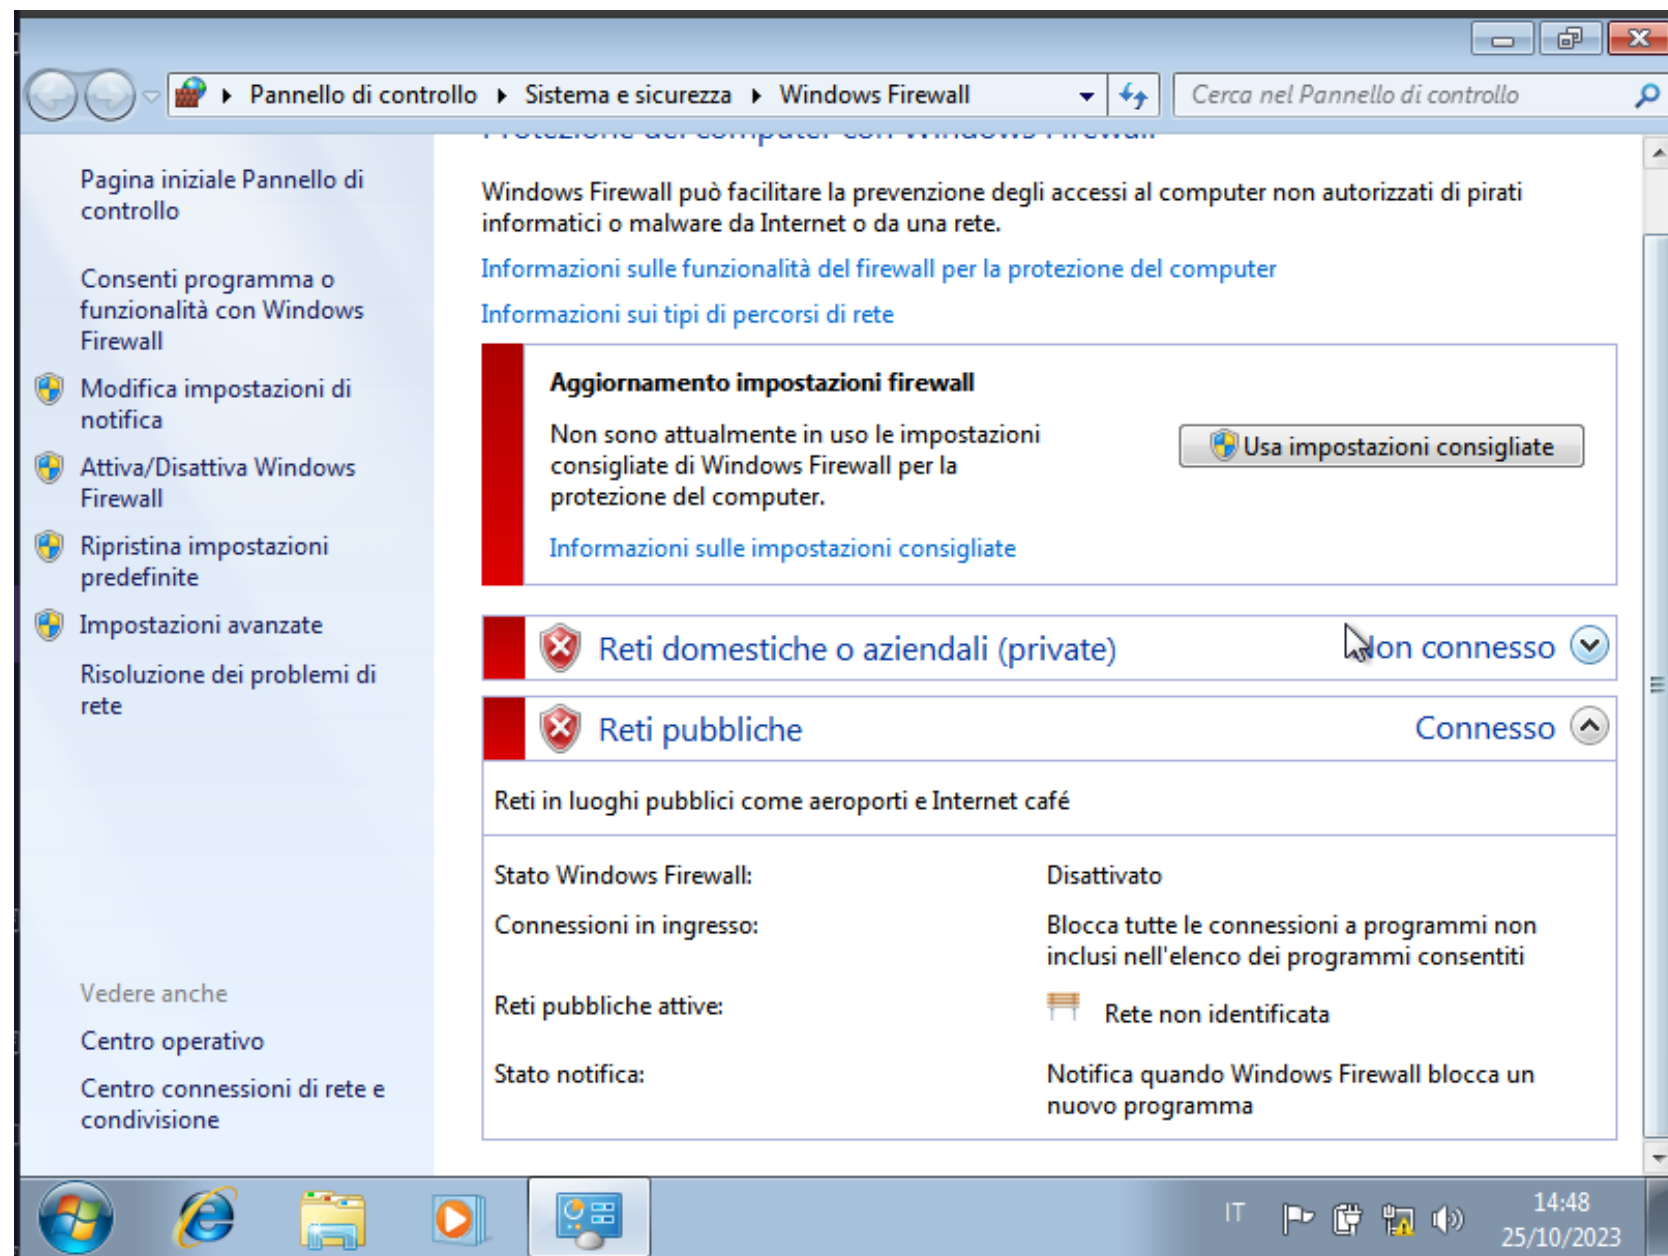 Pannello di controllo
Sistema e sicurezza
Windows Firewall
Cerca nel Pannello di controllo
Protezione del computer con Windows Firewall
Pagina iniziale Pannello di
controllo
Consenti programma o
funzionalità con Windows
Firewall
Modifica impostazioni di
notifica
Attiva/Disattiva Windows
Firewall
Ripristina impostazioni
predefinite
Impostazioni avanzate
Risoluzione dei problemi di
rete
Vedere anche
Centro operativo
Centro connessioni di rete e
condivisione
Windows Firewall può facilitare la prevenzione degli accessi al computer non autorizzati di pirati
informatici o malware da Internet o da una rete.
Informazioni sulle funzionalità del firewall per la protezione del computer
Informazioni sui tipi di percorsi di rete
Aggiornamento impostazioni firewall
Non sono attualmente in uso le impostazioni
consigliate di Windows Firewall per la
protezione del computer.
Usa impostazioni consigliate
Informazioni sulle impostazioni consigliate
Reti domestiche o aziendali (private)
Non connesso
Reti pubbliche
Connesso
Reti in luoghi pubblici come aeroporti e Internet café
Stato Windows Firewall:
Disattivato
Connessioni in ingresso:
Blocca tutte le connessioni a programmi non
inclusi nell'elenco dei programmi consentiti
Reti pubbliche attive:
Rete non identificata
Stato notifica:
Notifica quando Windows Firewall blocca un
nuovo programma
IT
14:48
25/10/2023